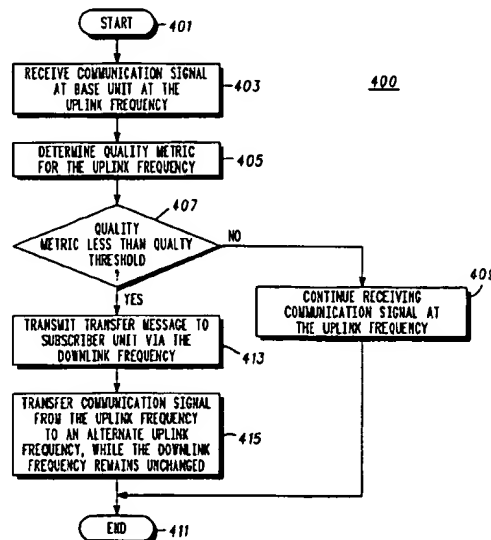 START
401
RECEIVE COMMUNICATION SIGNAL
AT BASE UNIT AT THE
UPLINK FREQUENCY
403
400
DETERMINE QUALITY METRIC
FOR THE UPLINK FREQUENCY
405
407
QUALITY
METRIC LESS THAN QUALTY
THRESHOLD
?
NO
YES
409
CONTINUE RECEIVING
COMMUNICATION SIGNAL AT
THE UPLINK FREQUENCY
TRANSMIT TRANSFER MESSAGE TO
SUBSCRIBER UNIT VIA THE
DOWNLINK FREQUENCY
413
TRANSFER COMMUNICATION SIGNAL
FROM THE UPLINK FREQUENCY
TO AN ALTERNATE UPLINK
FREQUENCY, WHILE THE DOWNLINK
FREQUENCY REMAINS UNCHANGED
415
END
411